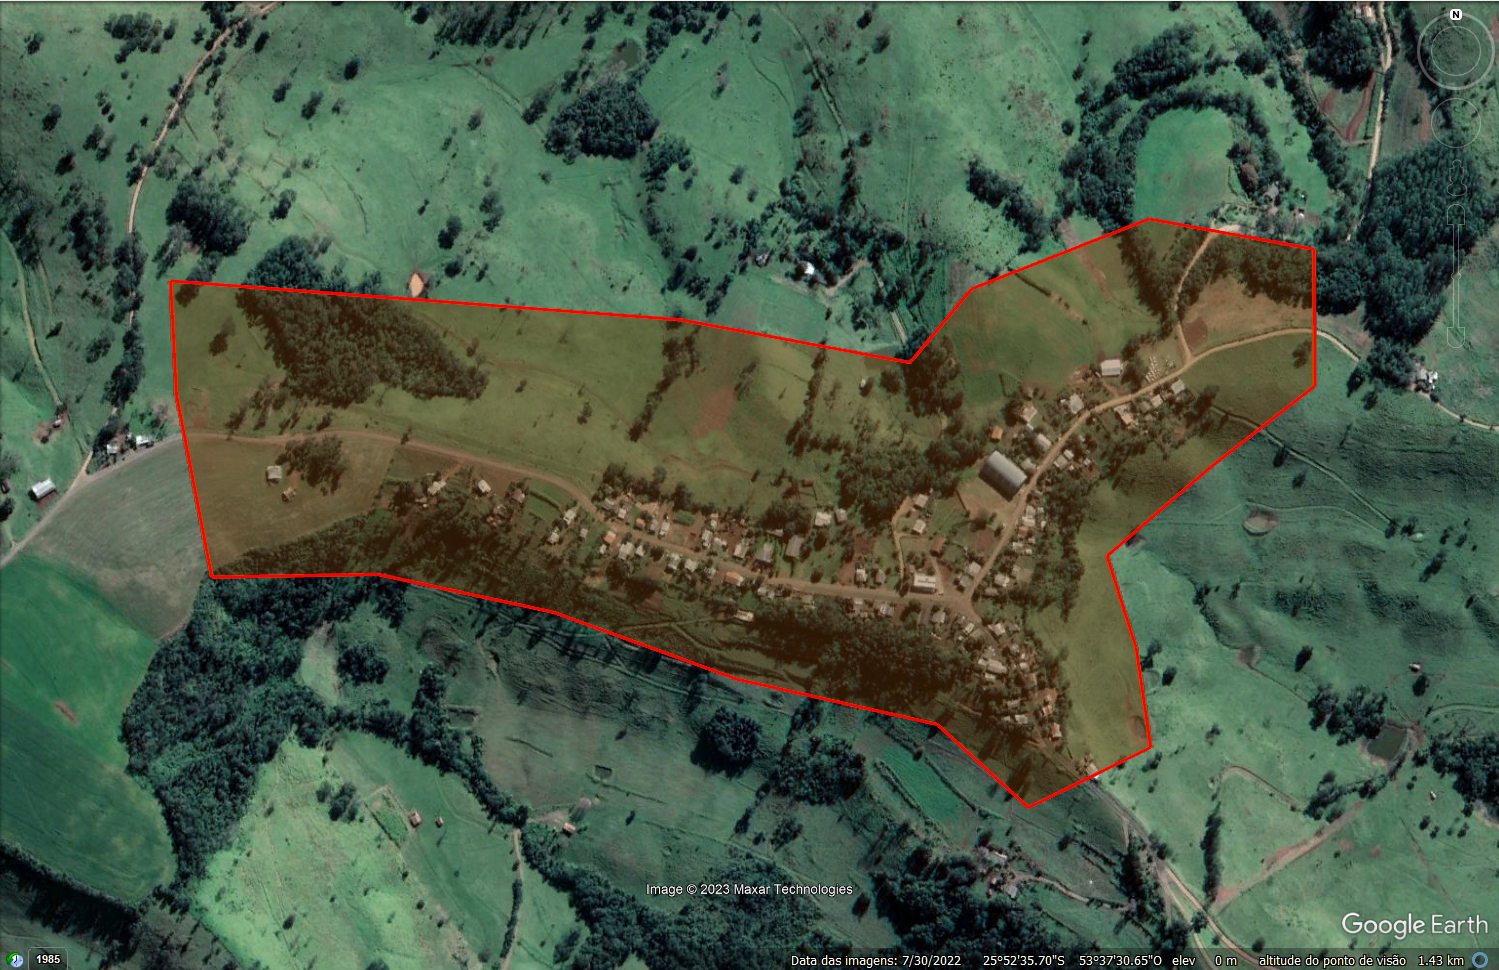 N
Image © 2023 Maxar Technologies
Google Earth
1985
Data das imagens: 7/30/2022 25°52'35.70"S 53°37'30.65"O elev 0 m altitude do ponto de visão 1.43 km